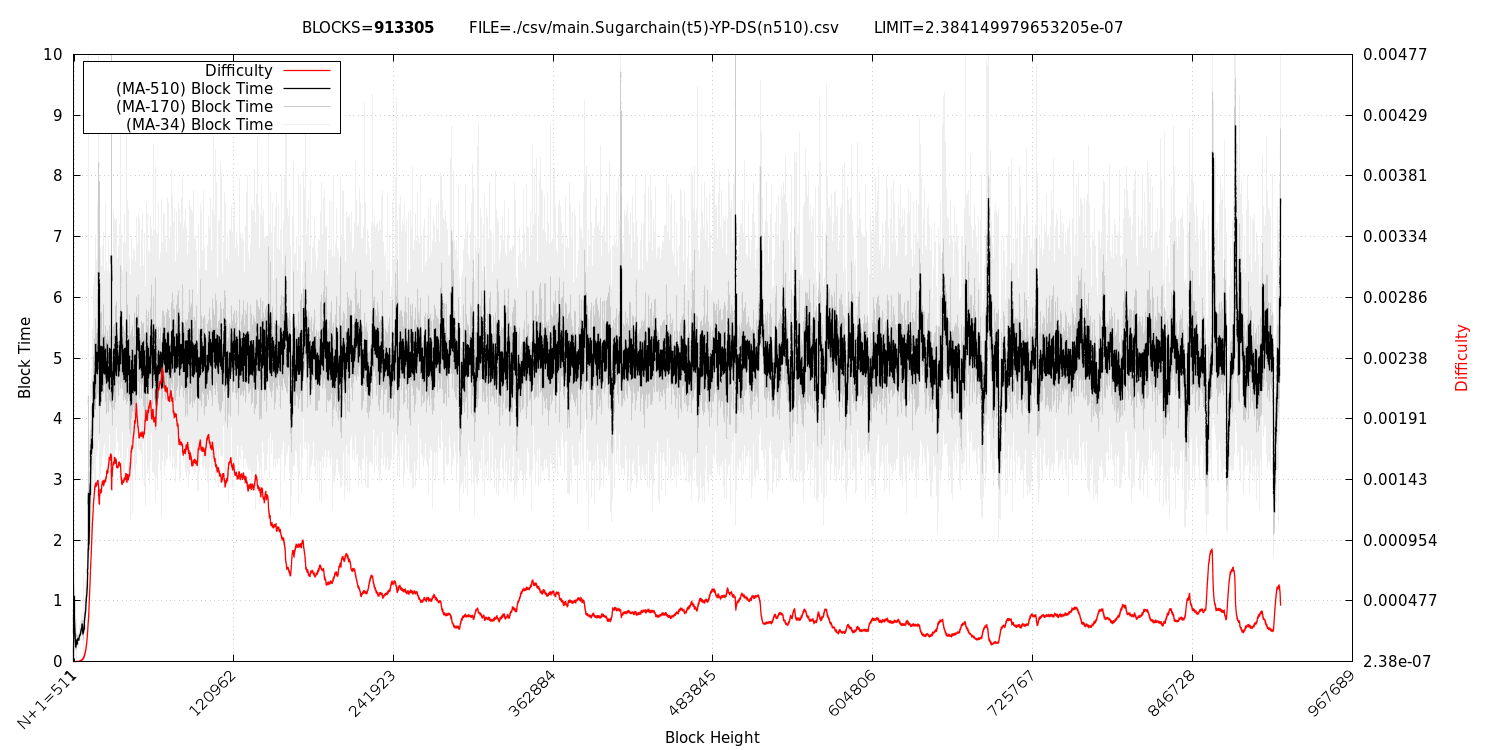 BLOCKS=913305 FILE=./csv/main.Sugarchain(t5)-YP-DS(n510).csv LIMIT=2.384149979653205e-07
Difficulty
(MA-510) Block Time
(MA-170) Block Time
(MA-34) Block Time
10
9
8
7
6
5
4
3
2
1
0
Block Time
0.00477
0.00429
0.00381
0.00334
0.00286
0.00238
0.00191
0.00143
0.000954
0.000477
2.38e-07
Difficulty
N+1=511
120962
241923
362884
483845
604806
725767
846728
967689
Block Height